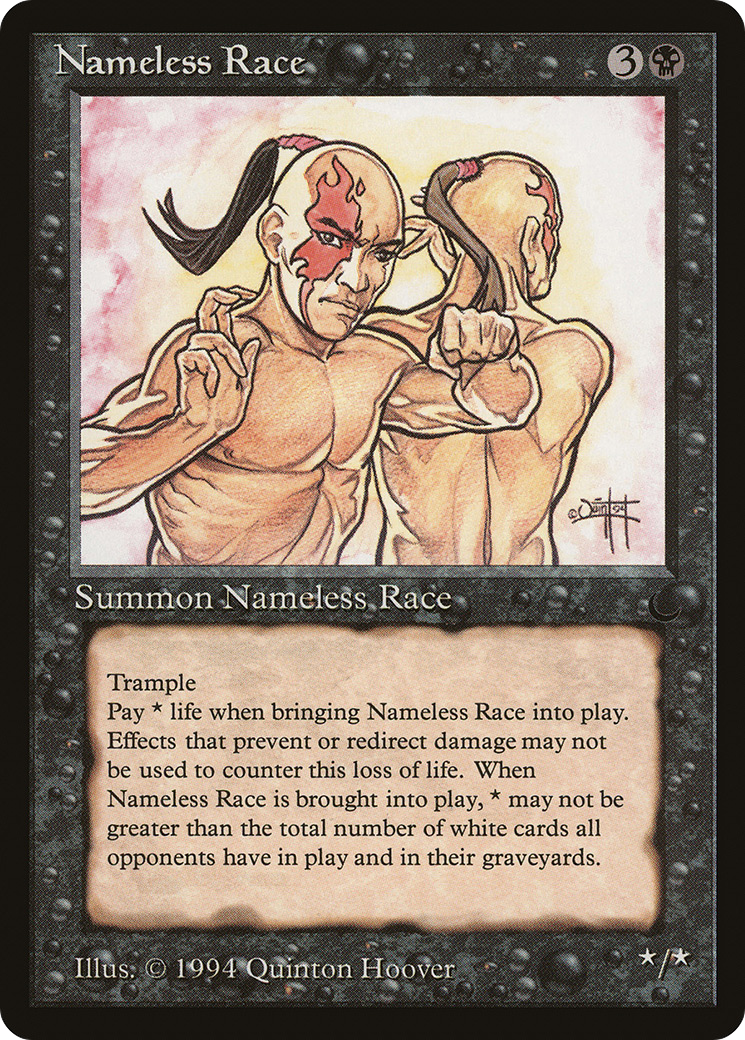 Nameless Race 3
© Quint 94
Summon Nameless Race
Trample
Pay * life when bringing Nameless Race into play.
Effects that prevent or redirect damage may not
be used to counter this loss of life. When
Nameless Race is brought into play, * may not be
greater than the total number of white cards all
opponents have in play and in their graveyards.
Illus. © 1994 Quinton Hoover
*/*